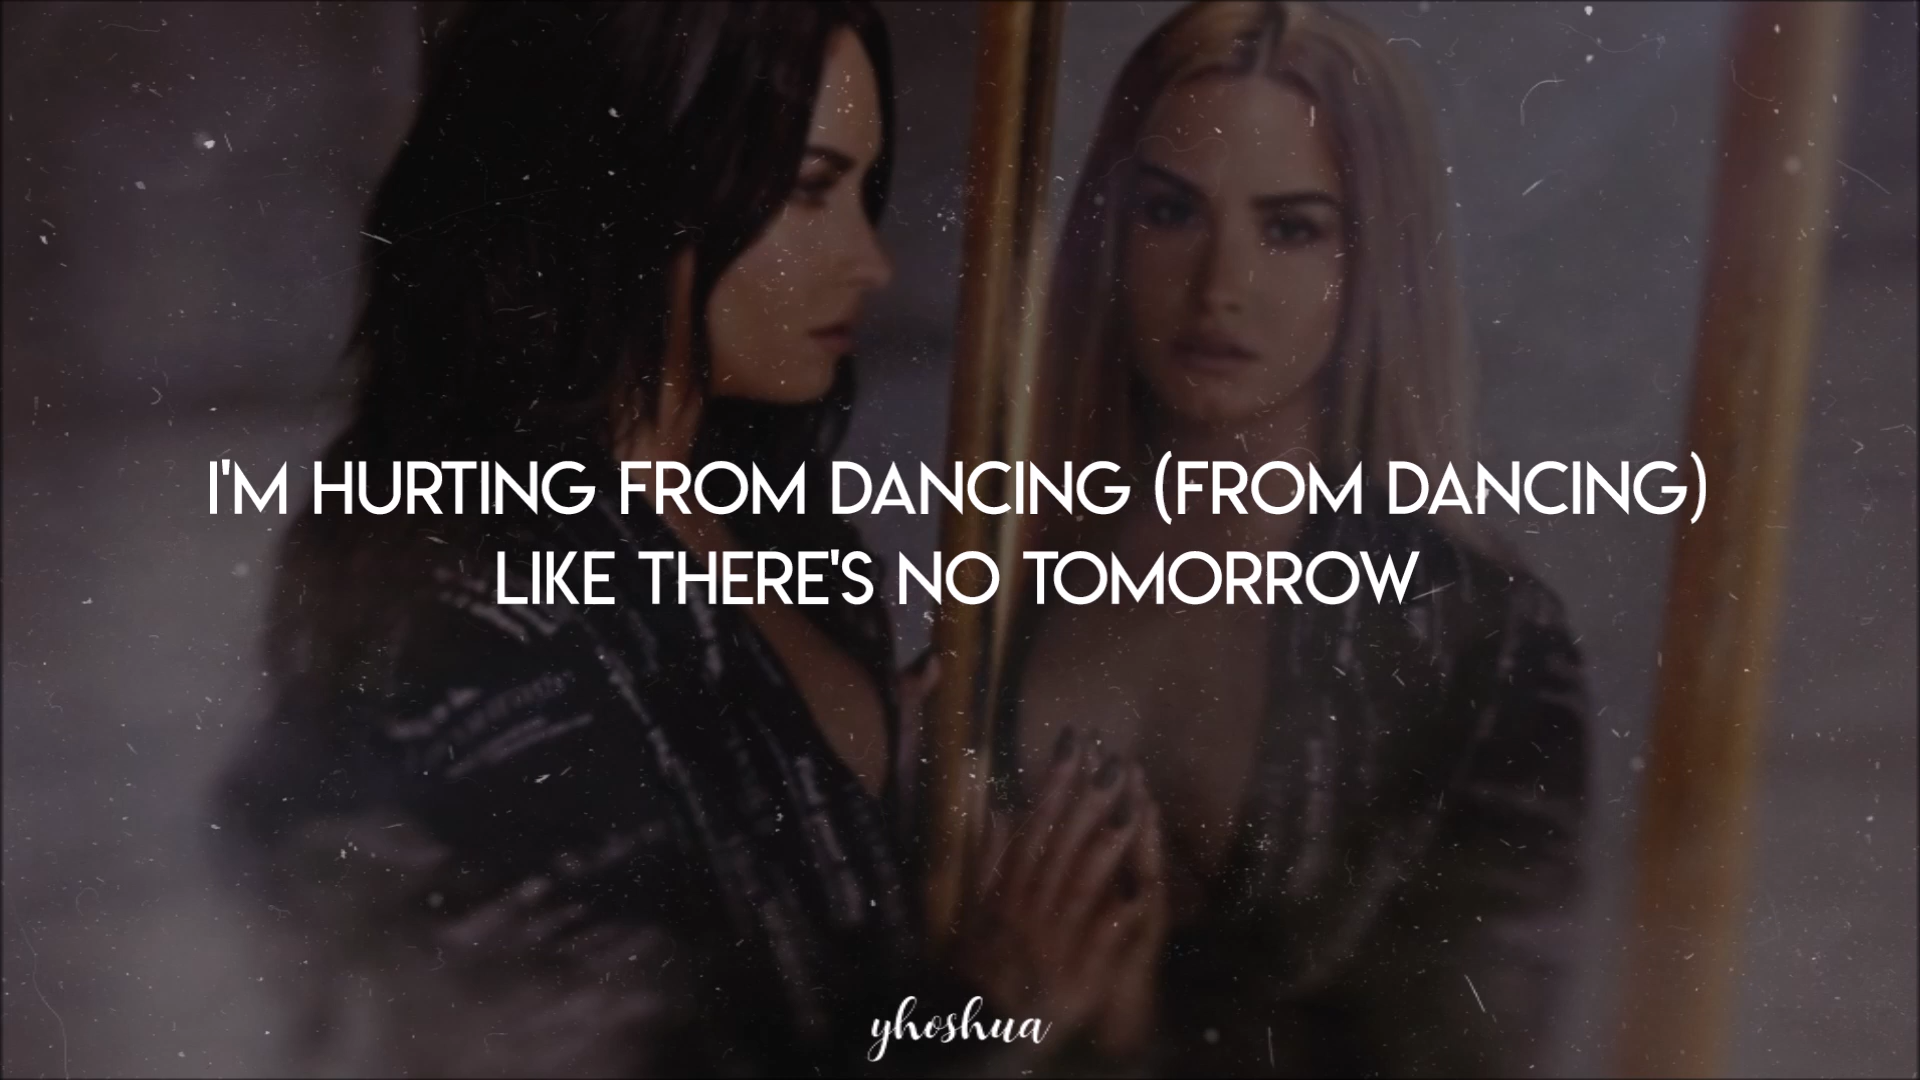 I'M HURTING FROM DANCING (FROM DANCING)
LIKE THERE'S NO TOMORROW
yhoshua